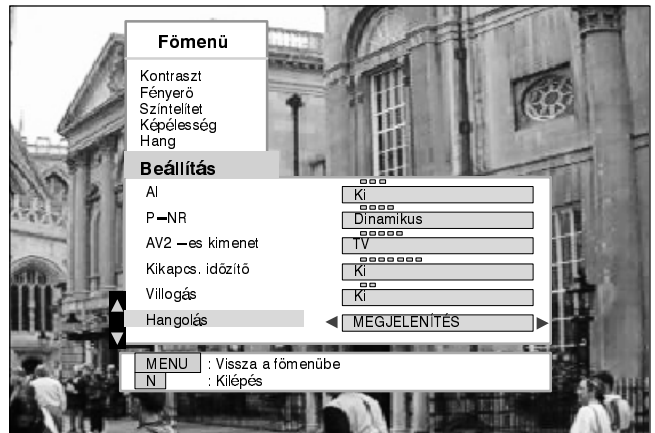 Fömenü
Kontraszt
Fényerö
Színtelítet
Képélesség
Hang
Beállítás
AI Ki
P–NR Dinamikus
AV2 –es kimenet TV
Kikapcs. időzítő Ki
Villogás Ki
Hangolás MEGJELENÍTÉS
MENU : Vissza a fömenübe
N : Kilépés